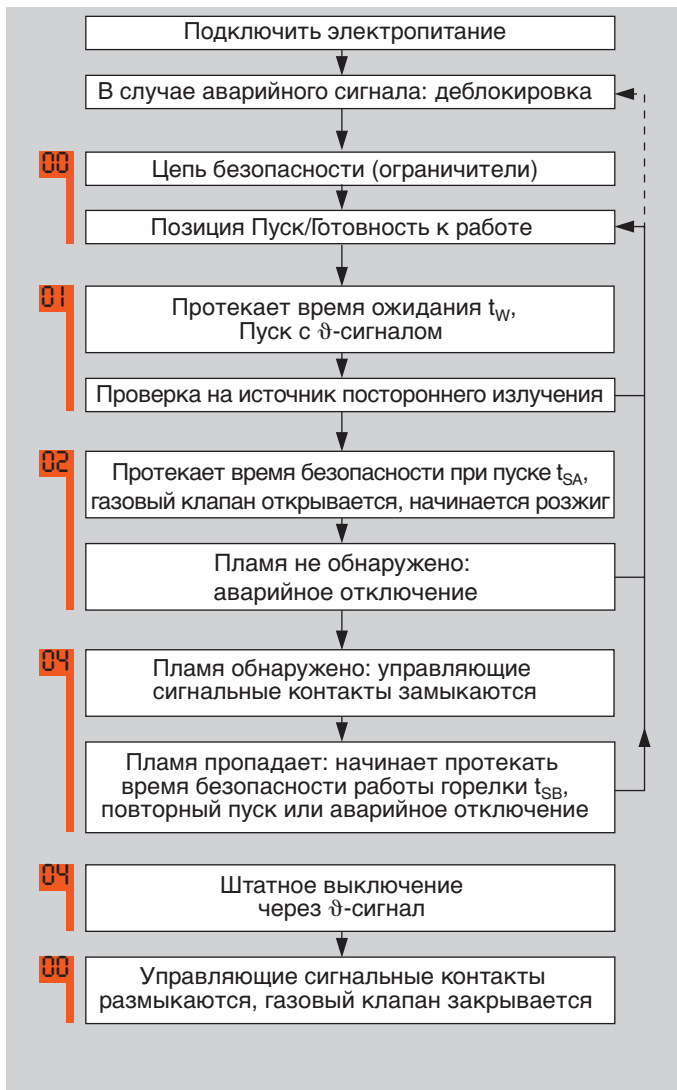 Подключить электропитание
В случае аварийного сигнала: деблокировка
00
Цепь безопасности (ограничители)
Позиция Пуск/Готовность к работе
01
Протекает время ожидания tW,
Пуск с ϑ-сигналом
Проверка на источник постороннего излучения
02
Протекает время безопасности при пуске tSA,
газовый клапан открывается, начинается розжиг
Пламя не обнаружено:
аварийное отключение
04
Пламя обнаружено: управляющие
сигнальные контакты замыкаются
Пламя пропадает: начинает протекать
время безопасности работы горелки tSB,
повторный пуск или аварийное отключение
04
Штатное выключение
через ϑ-сигнал
00
Управляющие сигнальные контакты
размыкаются, газовый клапан закрывается